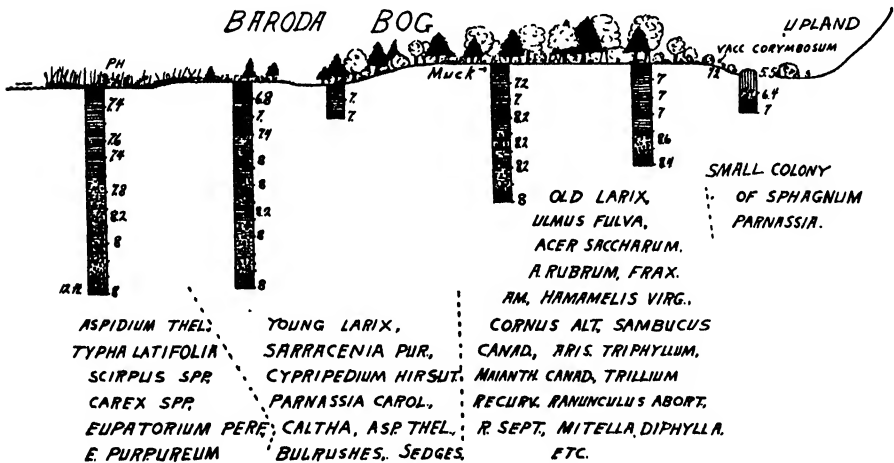 BARODA BOG
UPLAND
VACC CORYMBOSUM
PH
MUCK
7.4
7.6
7.4
7.8
8.2
8
12 ft.
8
6.8
7.
7.4
8
8
8.2
8
8
7.
7.
7.2
7
8.2
8.2
8.2
8
7
7
7
8.6
8.4
7.2
5.5
6.4
7
ASPIDIUM THEL.
TYPHA LATIFOLIA
SCIRPUS SPP.
CAREX SPP.
EUPATORIUM PERF.
E. PURPUREUM
YOUNG LARIX,
SARRACENIA PUR.,
CYPRIPEDIUM HIRSUT.
PARNASSIA CAROL.,
CALTHA, ASP. THEL.,
BULRUSHES, SEDGES.
OLD LARIX,
ULMUS FULVA,
ACER SACCHARUM.
A. RUBRUM, FRAX.
AM., HAMAMELIS VIRG.,
CORNUS ALT., SAMBUCUS
CANAD., ARIS. TRIPHYLLUM,
MAIANTH. CANAD., TRILLIUM
RECURV. RANUNCULUS ABORT.,
R. SEPT., MITELLA DIPHYLLA.
ETC.
SMALL COLONY
OF SPHAGNUM
PARNASSIA.